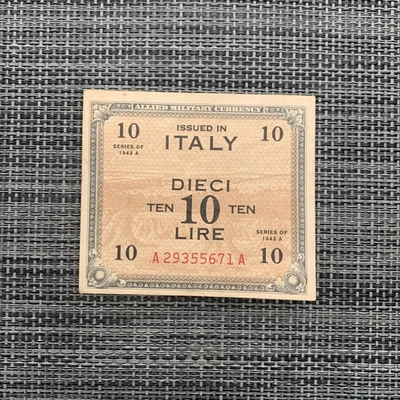 ALLIED MILITARY CURRENCY
10 ISSUED IN 10
ITALY
SERIES OF
1943 A
DIECI
TEN 10 TEN
LIRE
SERIES OF
1943 A
10 A29355671A 10